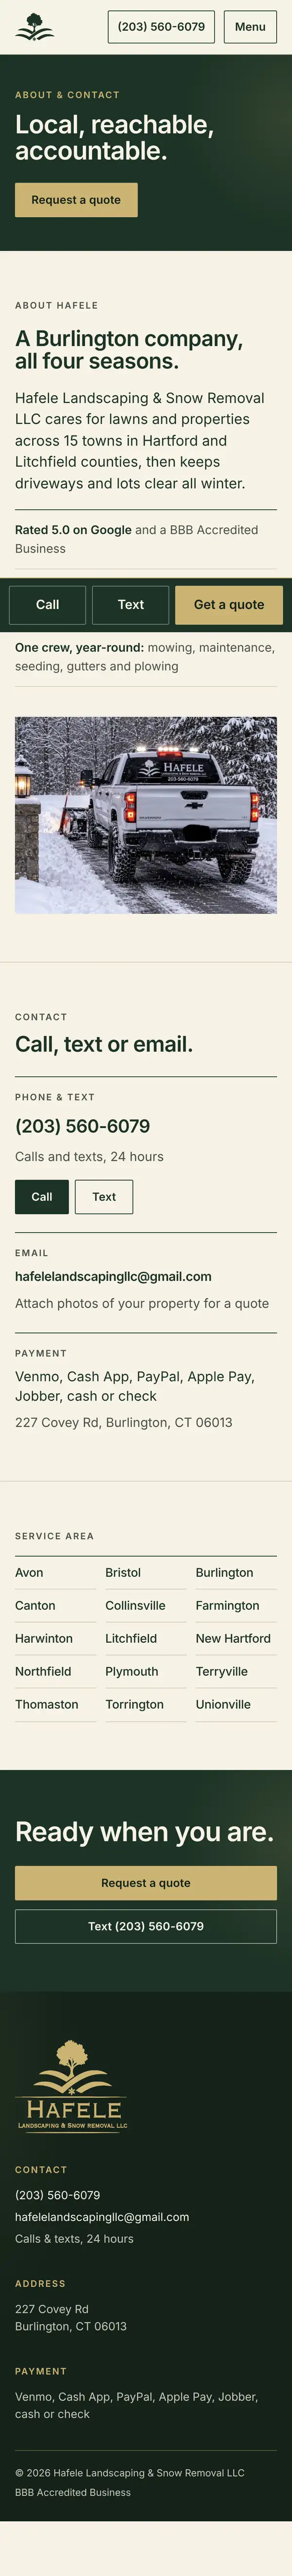 (203) 560-6079
Menu
ABOUT & CONTACT
Local, reachable,
accountable.
Request a quote
ABOUT HAFELE
A Burlington company,
all four seasons.
Hafele Landscaping & Snow Removal
LLC cares for lawns and properties
across 15 towns in Hartford and
Litchfield counties, then keeps
driveways and lots clear all winter.
Rated 5.0 on Google and a BBB Accredited
Business
Call
Text
Get a quote
One crew, year-round: mowing, maintenance,
seeding, gutters and plowing
HAFELE
203-560-6079
CONTACT
Call, text or email.
PHONE & TEXT
(203) 560-6079
Calls and texts, 24 hours
Call
Text
EMAIL
hafelelandscapingllc@gmail.com
Attach photos of your property for a quote
PAYMENT
Venmo, Cash App, PayPal, Apple Pay,
Jobber, cash or check
227 Covey Rd, Burlington, CT 06013
SERVICE AREA
Avon Bristol Burlington
Canton Collinsville Farmington
Harwinton Litchfield New Hartford
Northfield Plymouth Terryville
Thomaston Torrington Unionville
Ready when you are.
Request a quote
Text (203) 560-6079
HAFELE
LANDSCAPING & SNOW REMOVAL LLC
CONTACT
(203) 560-6079
hafelelandscapingllc@gmail.com
Calls & texts, 24 hours
ADDRESS
227 Covey Rd
Burlington, CT 06013
PAYMENT
Venmo, Cash App, PayPal, Apple Pay, Jobber,
cash or check
© 2026 Hafele Landscaping & Snow Removal LLC
BBB Accredited Business